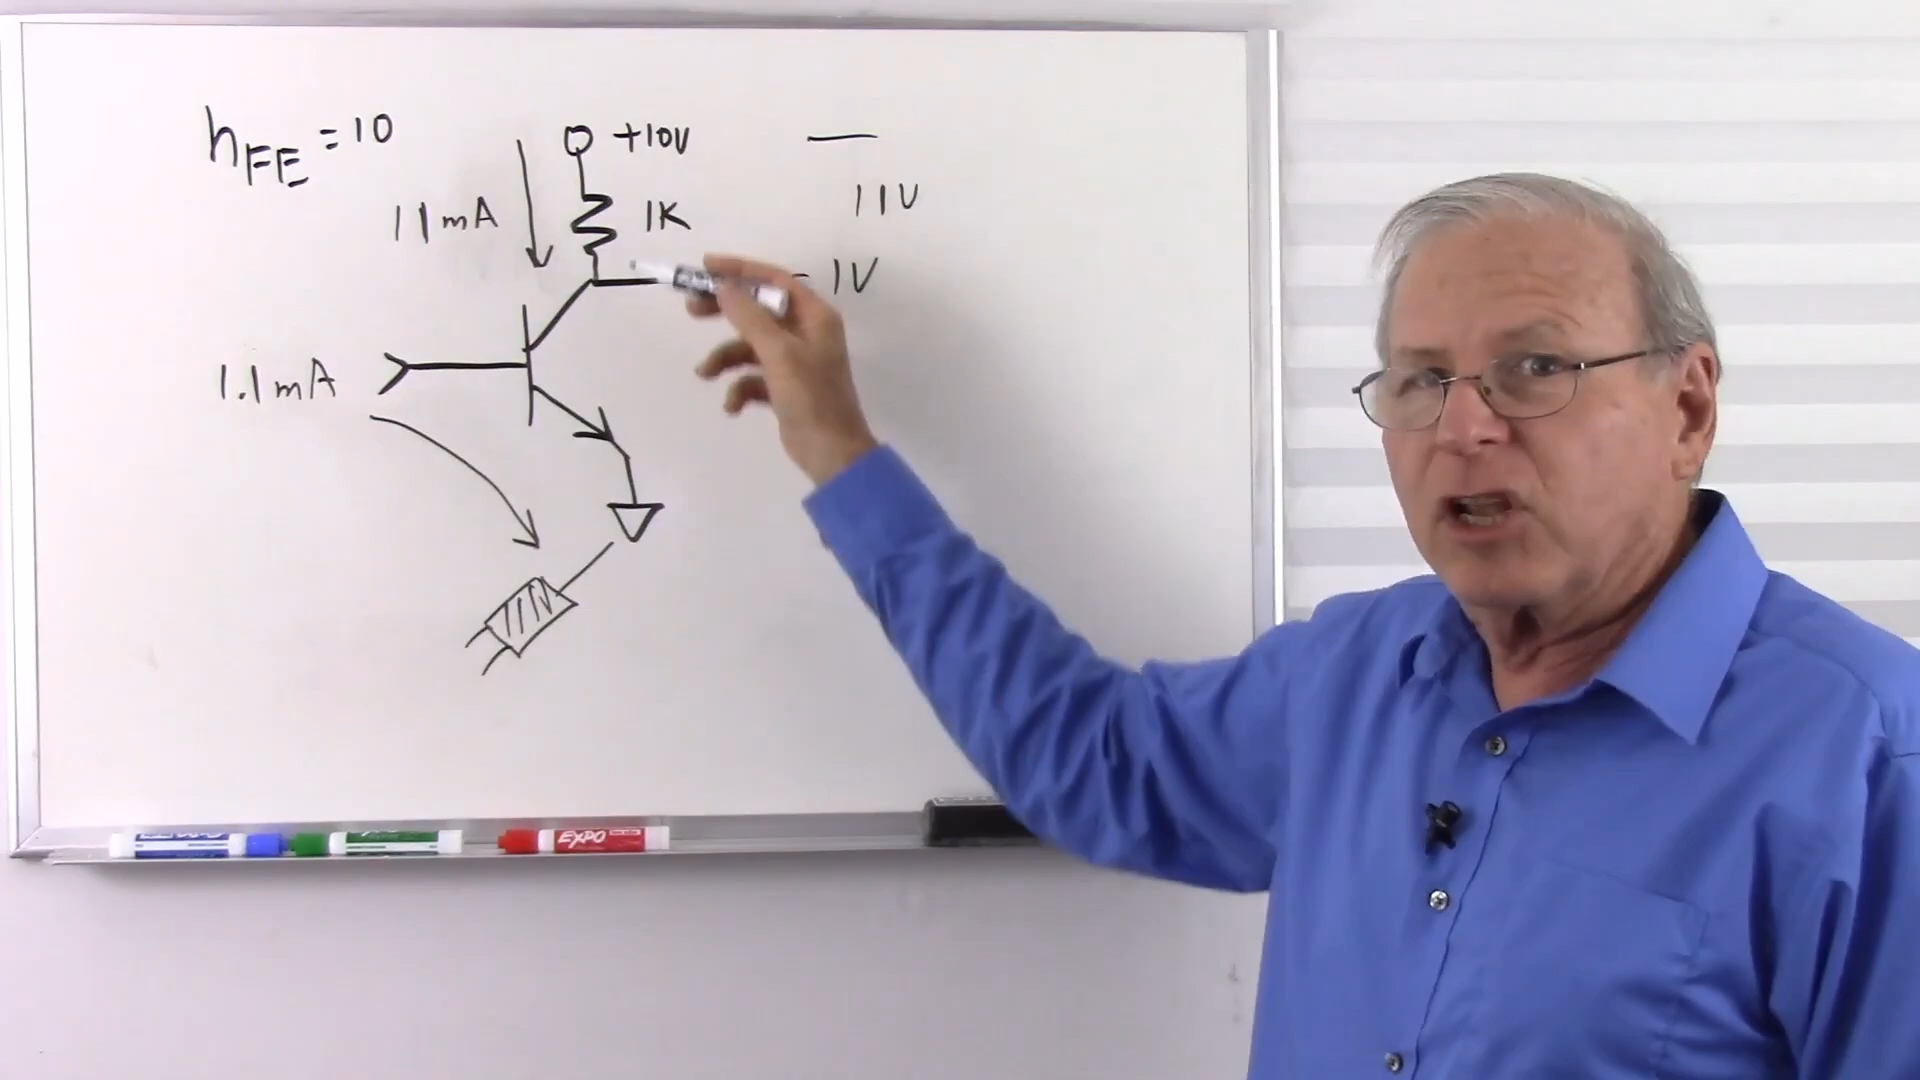 hFE = 10
+10V
11mA
1K
11V
- 1V
1.1mA
EXPO